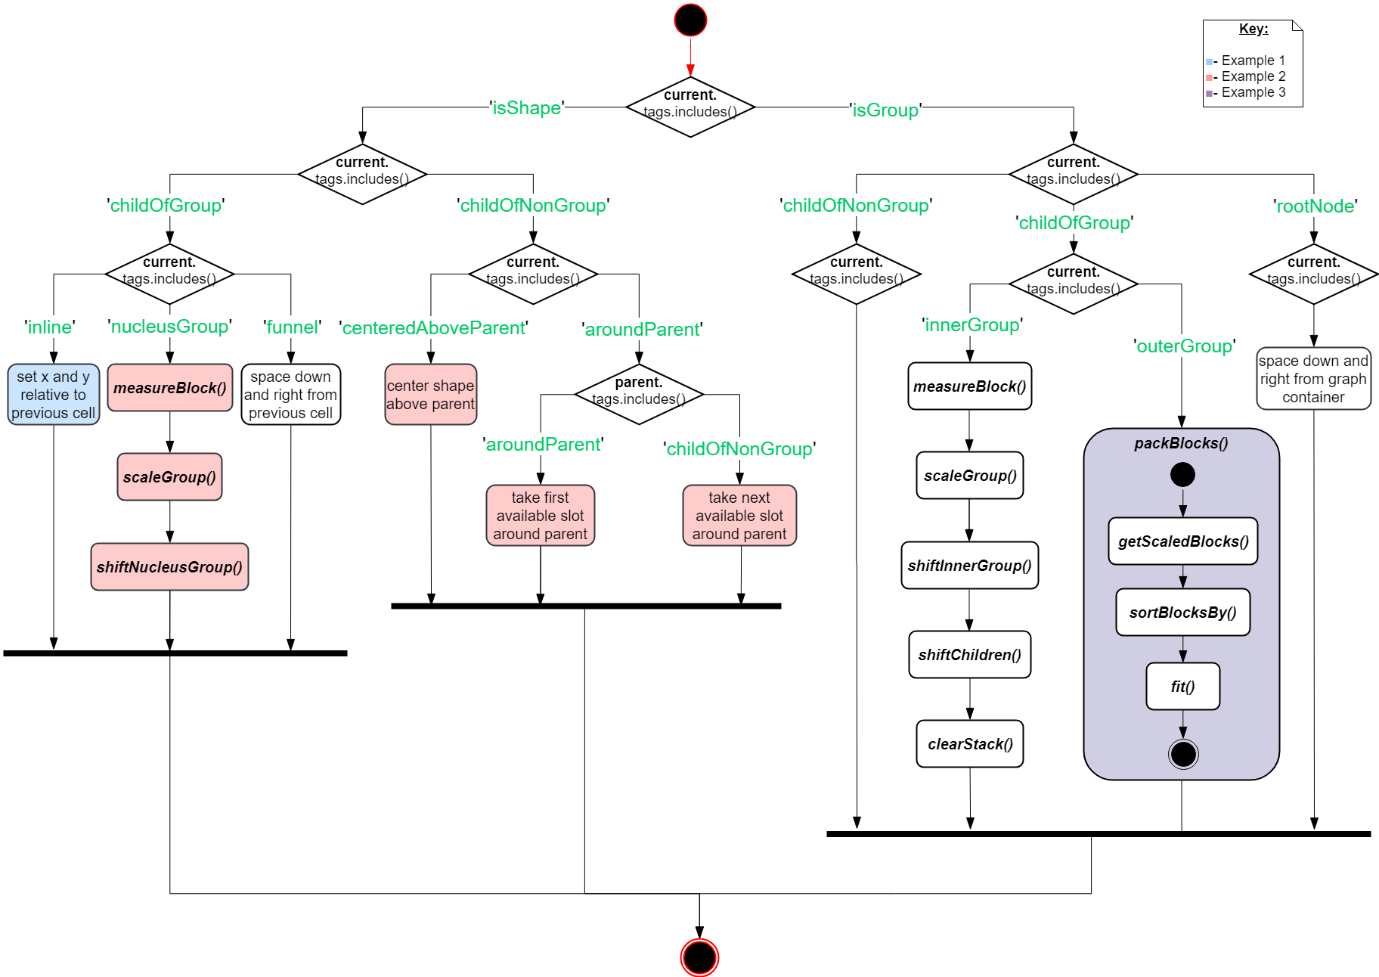 Key:
- Example 1
- Example 2
- Example 3
current.
tags.includes()
'isShape'
'isGroup'
current.
tags.includes()
current.
tags.includes()
'childOfGroup'
'childOfNonGroup'
'childOfNonGroup'
'childOfGroup'
'rootNode'
current.
tags.includes()
current.
tags.includes()
current.
tags.includes()
current.
tags.includes()
current.
tags.includes()
'inline'
'nucleusGroup'
'funnel'
'centeredAboveParent'
'aroundParent'
'innerGroup'
'outerGroup'
set x and y
relative to
previous cell
measureBlock()
space down
and right from
previous cell
center shape
above parent
parent.
tags.includes()
measureBlock()
space down and
right from graph
container
'aroundParent'
'childOfNonGroup'
packBlocks()
scaleGroup()
take first
available slot
around parent
take next
available slot
around parent
scaleGroup()
getScaledBlocks()
shiftNucleusGroup()
shiftInnerGroup()
sortBlocksBy()
shiftChildren()
fit()
clearStack()